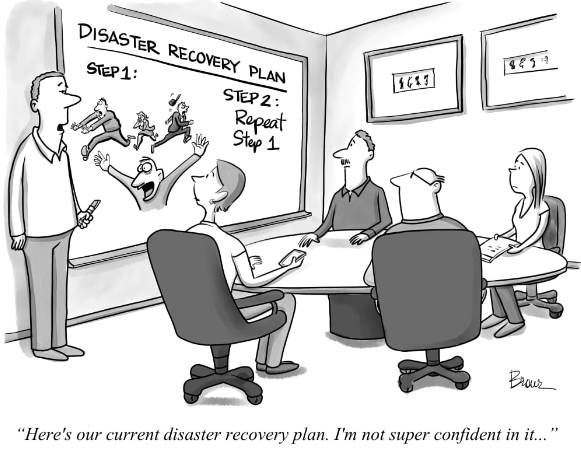 DISASTER RECOVERY PLAN
STEP 1:
STEP 2:
Repeat
Step 1
“Here's our current disaster recovery plan. I'm not super confident in it...”